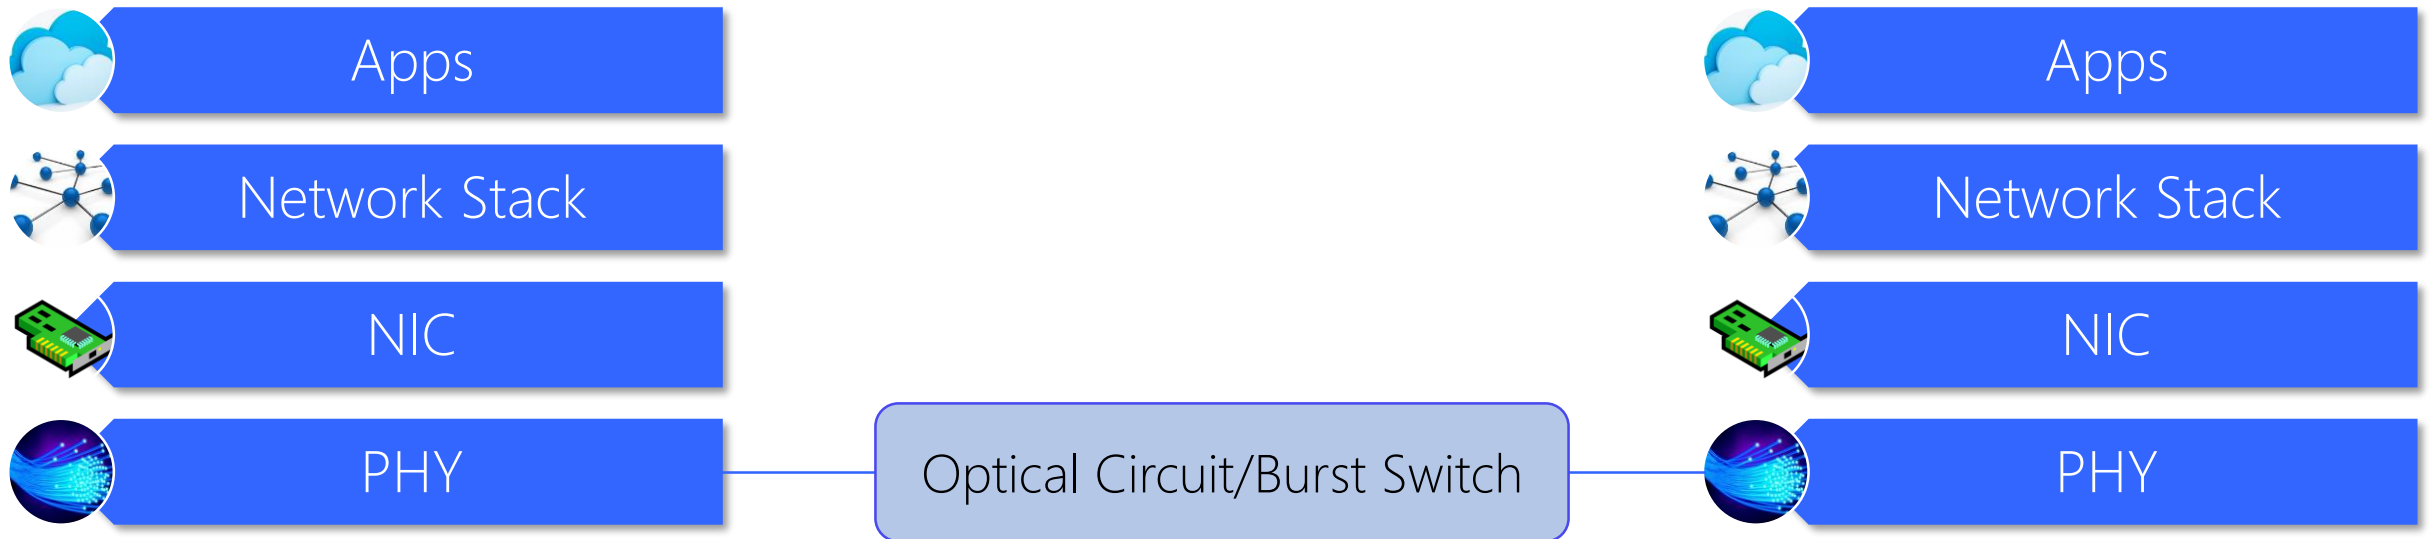 Apps
Network Stack
NIC
PHY
Optical Circuit/Burst Switch
Apps
Network Stack
NIC
PHY